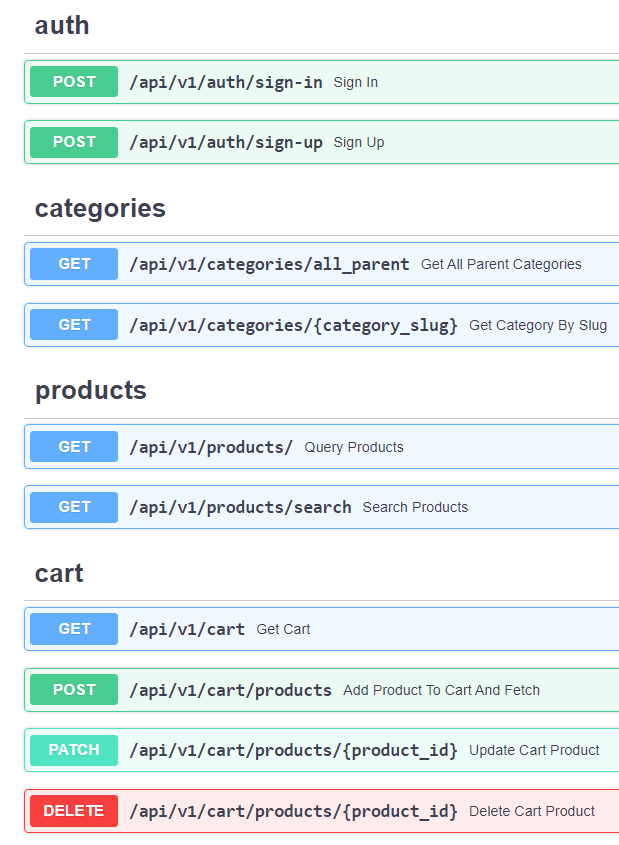 auth
POST /api/v1/auth/sign-in Sign In
POST /api/v1/auth/sign-up Sign Up
categories
GET /api/v1/categories/all_parent Get All Parent Categories
GET /api/v1/categories/{category_slug} Get Category By Slug
products
GET /api/v1/products/ Query Products
GET /api/v1/products/search Search Products
cart
GET /api/v1/cart Get Cart
POST /api/v1/cart/products Add Product To Cart And Fetch
PATCH /api/v1/cart/products/{product_id} Update Cart Product
DELETE /api/v1/cart/products/{product_id} Delete Cart Product